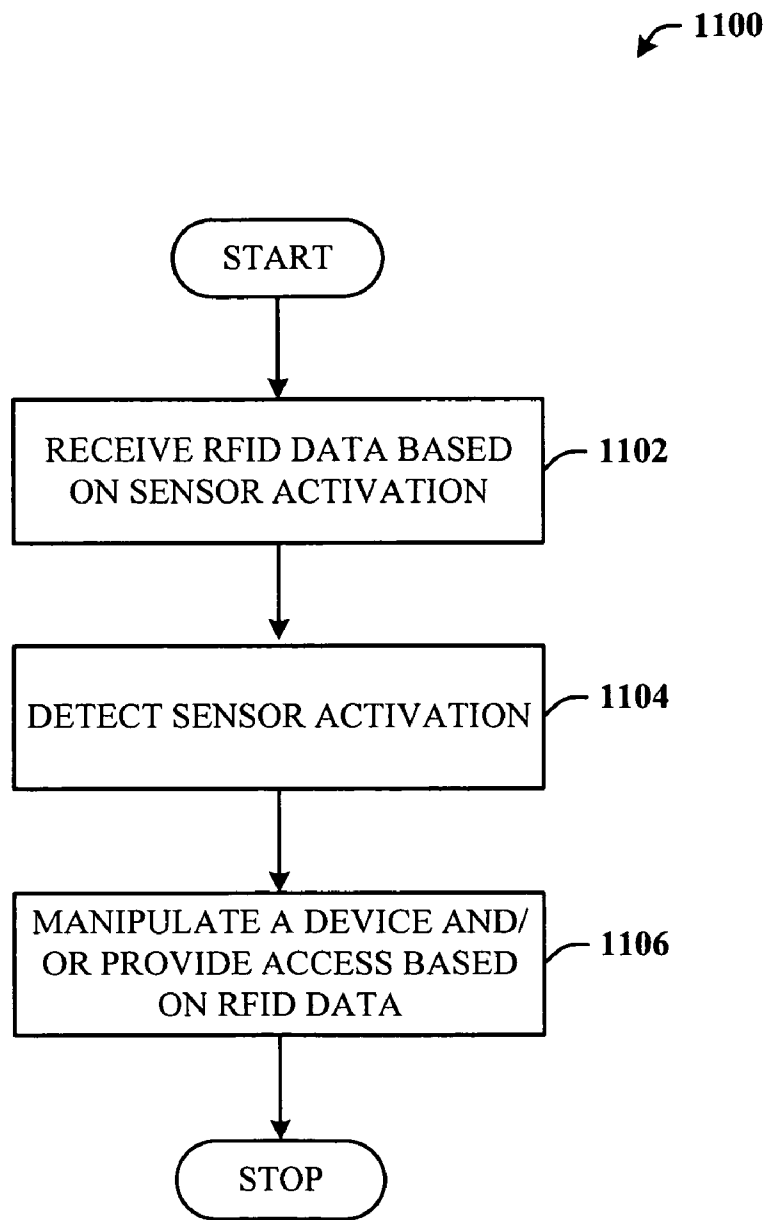 1100
START
RECEIVE RFID DATA BASED
ON SENSOR ACTIVATION
1102
DETECT SENSOR ACTIVATION
1104
MANIPULATE A DEVICE AND/
OR PROVIDE ACCESS BASED
ON RFID DATA
1106
STOP